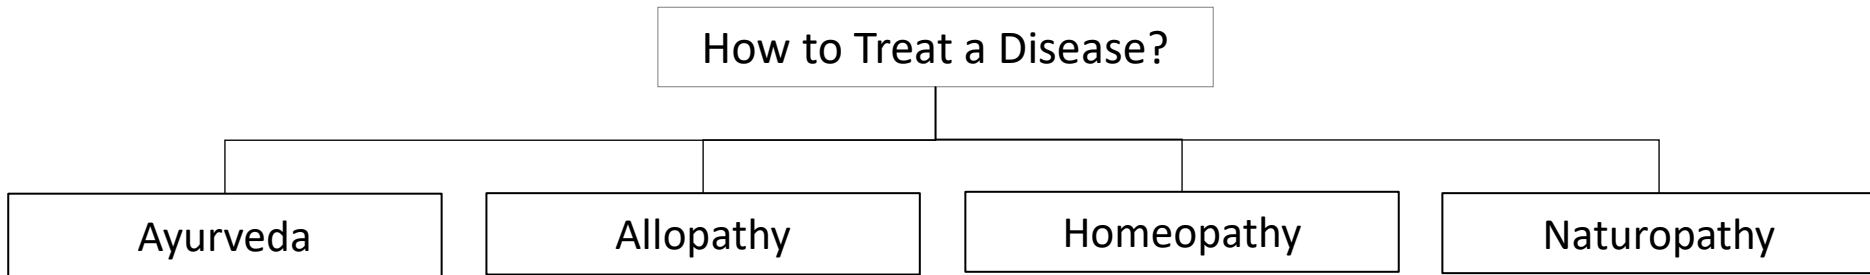 How to Treat a Disease?
Ayurveda
Allopathy
Homeopathy
Naturopathy